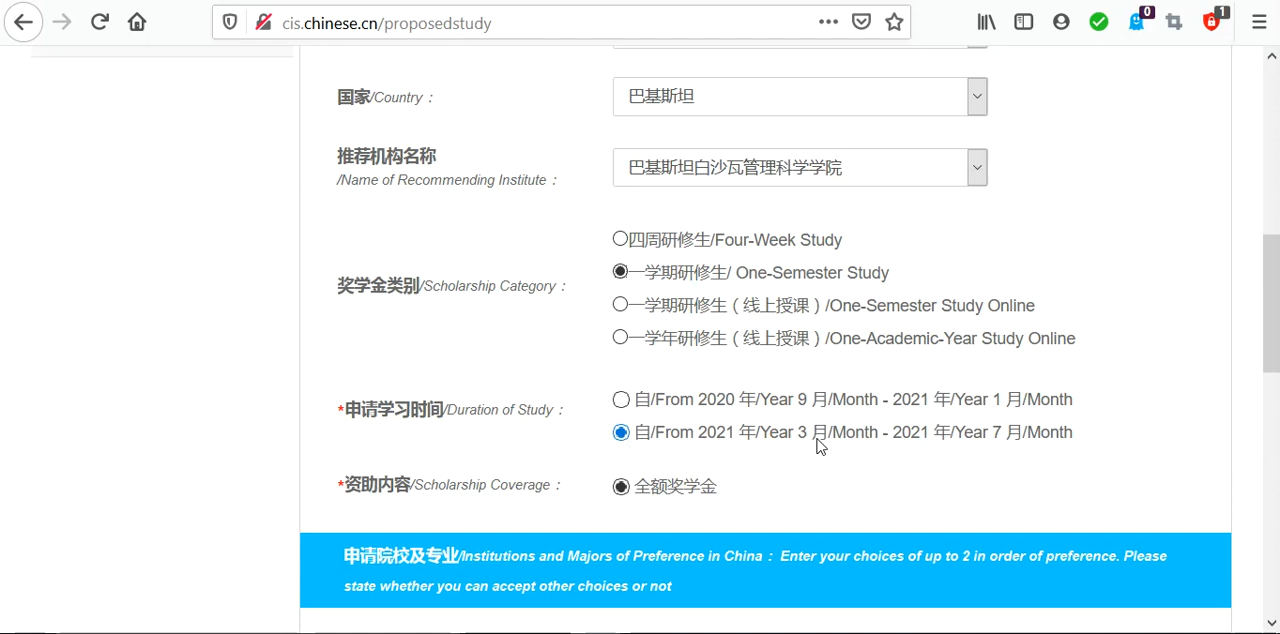 cis.chinese.cn/proposedstudy
0
1
国家/Country：
巴基斯坦
推荐机构名称
/Name of Recommending Institute：
巴基斯坦白沙瓦管理科学学院
四周研修生/Four-Week Study
奖学金类别/Scholarship Category：
一学期研修生/ One-Semester Study
一学期研修生（线上授课）/One-Semester Study Online
一学年研修生（线上授课）/One-Academic-Year Study Online
*申请学习时间/Duration of Study：
自/From 2020 年/Year 9 月/Month - 2021 年/Year 1 月/Month
自/From 2021 年/Year 3 月/Month - 2021 年/Year 7 月/Month
*资助内容/Scholarship Coverage：
全额奖学金
申请院校及专业/Institutions and Majors of Preference in China：Enter your choices of up to 2 in order of preference. Please
state whether you can accept other choices or not